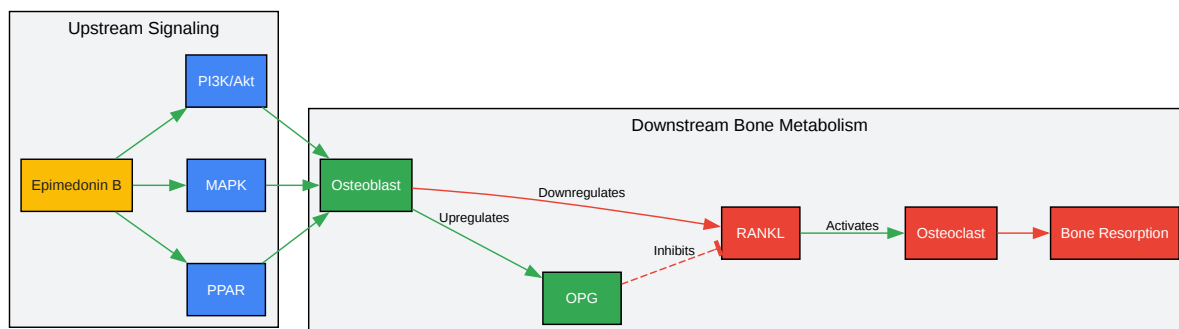 Upstream Signaling
PI3K/Akt
Epimedonin B
MAPK
PPAR
Downstream Bone Metabolism
Osteoblast
Downregulates
Upregulates
Inhibits
OPG
RANKL
Activates
Osteoclast
Bone Resorption